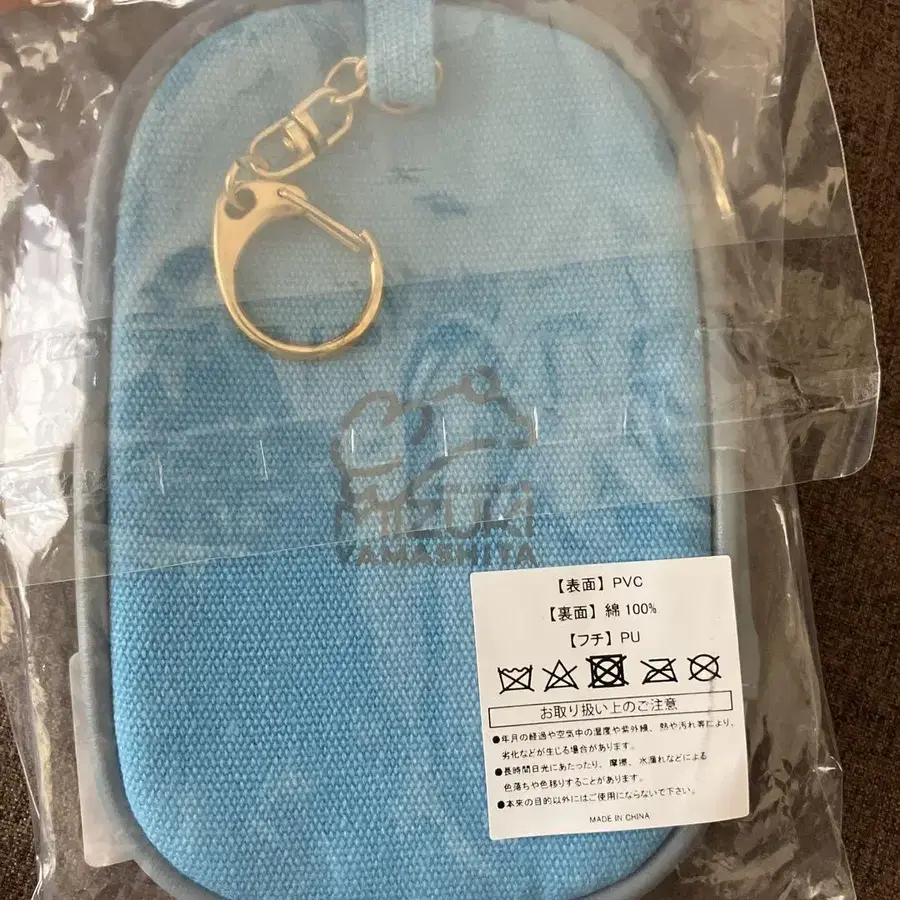 MIZUKI
YAMASHITA
【表面】PVC
【裏面】綿100%
【フチ】PU
お取り扱い上のご注意
●年月の経過や空気中の湿度や紫外線、熱や汚れ等により、
劣化などが生じる場合があります。
●長時間日光にあたったり、摩擦、水濡れなどによる
色落ちや色移りすることがあります。
●本来の目的以外にはご使用にならないで下さい。
MADE IN CHINA